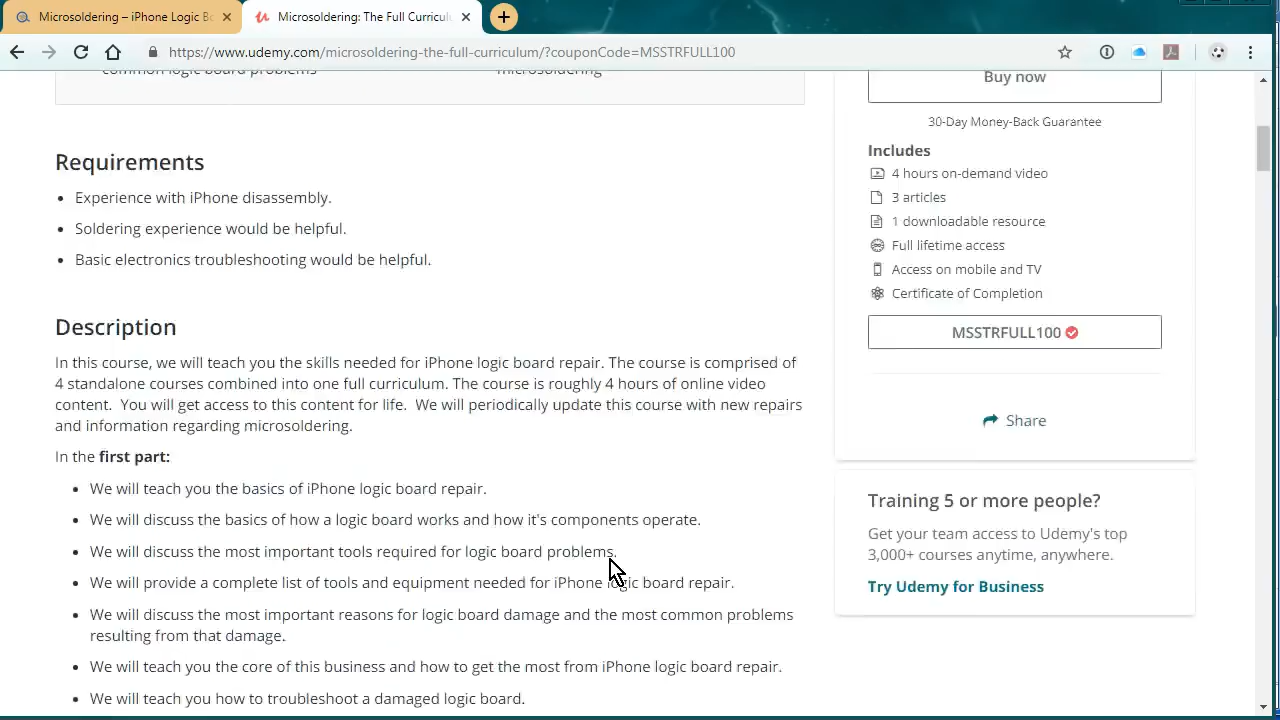 Microsoldering – iPhone Logic Bo
Microsoldering: The Full Curricul
https://www.udemy.com/microsoldering-the-full-curriculum/?couponCode=MSSTRFULL100
common logic board problems
microsoldering
Requirements
Experience with iPhone disassembly.
Soldering experience would be helpful.
Basic electronics troubleshooting would be helpful.
Description
In this course, we will teach you the skills needed for iPhone logic board repair. The course is comprised of
4 standalone courses combined into one full curriculum. The course is roughly 4 hours of online video
content. You will get access to this content for life. We will periodically update this course with new repairs
and information regarding microsoldering.
In the first part:
We will teach you the basics of iPhone logic board repair.
We will discuss the basics of how a logic board works and how it's components operate.
We will discuss the most important tools required for logic board problems.
We will provide a complete list of tools and equipment needed for iPhone logic board repair.
We will discuss the most important reasons for logic board damage and the most common problems
resulting from that damage.
We will teach you the core of this business and how to get the most from iPhone logic board repair.
We will teach you how to troubleshoot a damaged logic board.
Buy now
30-Day Money-Back Guarantee
Includes
4 hours on-demand video
3 articles
1 downloadable resource
Full lifetime access
Access on mobile and TV
Certificate of Completion
MSSTRFULL100
Share
Training 5 or more people?
Get your team access to Udemy's top
3,000+ courses anytime, anywhere.
Try Udemy for Business